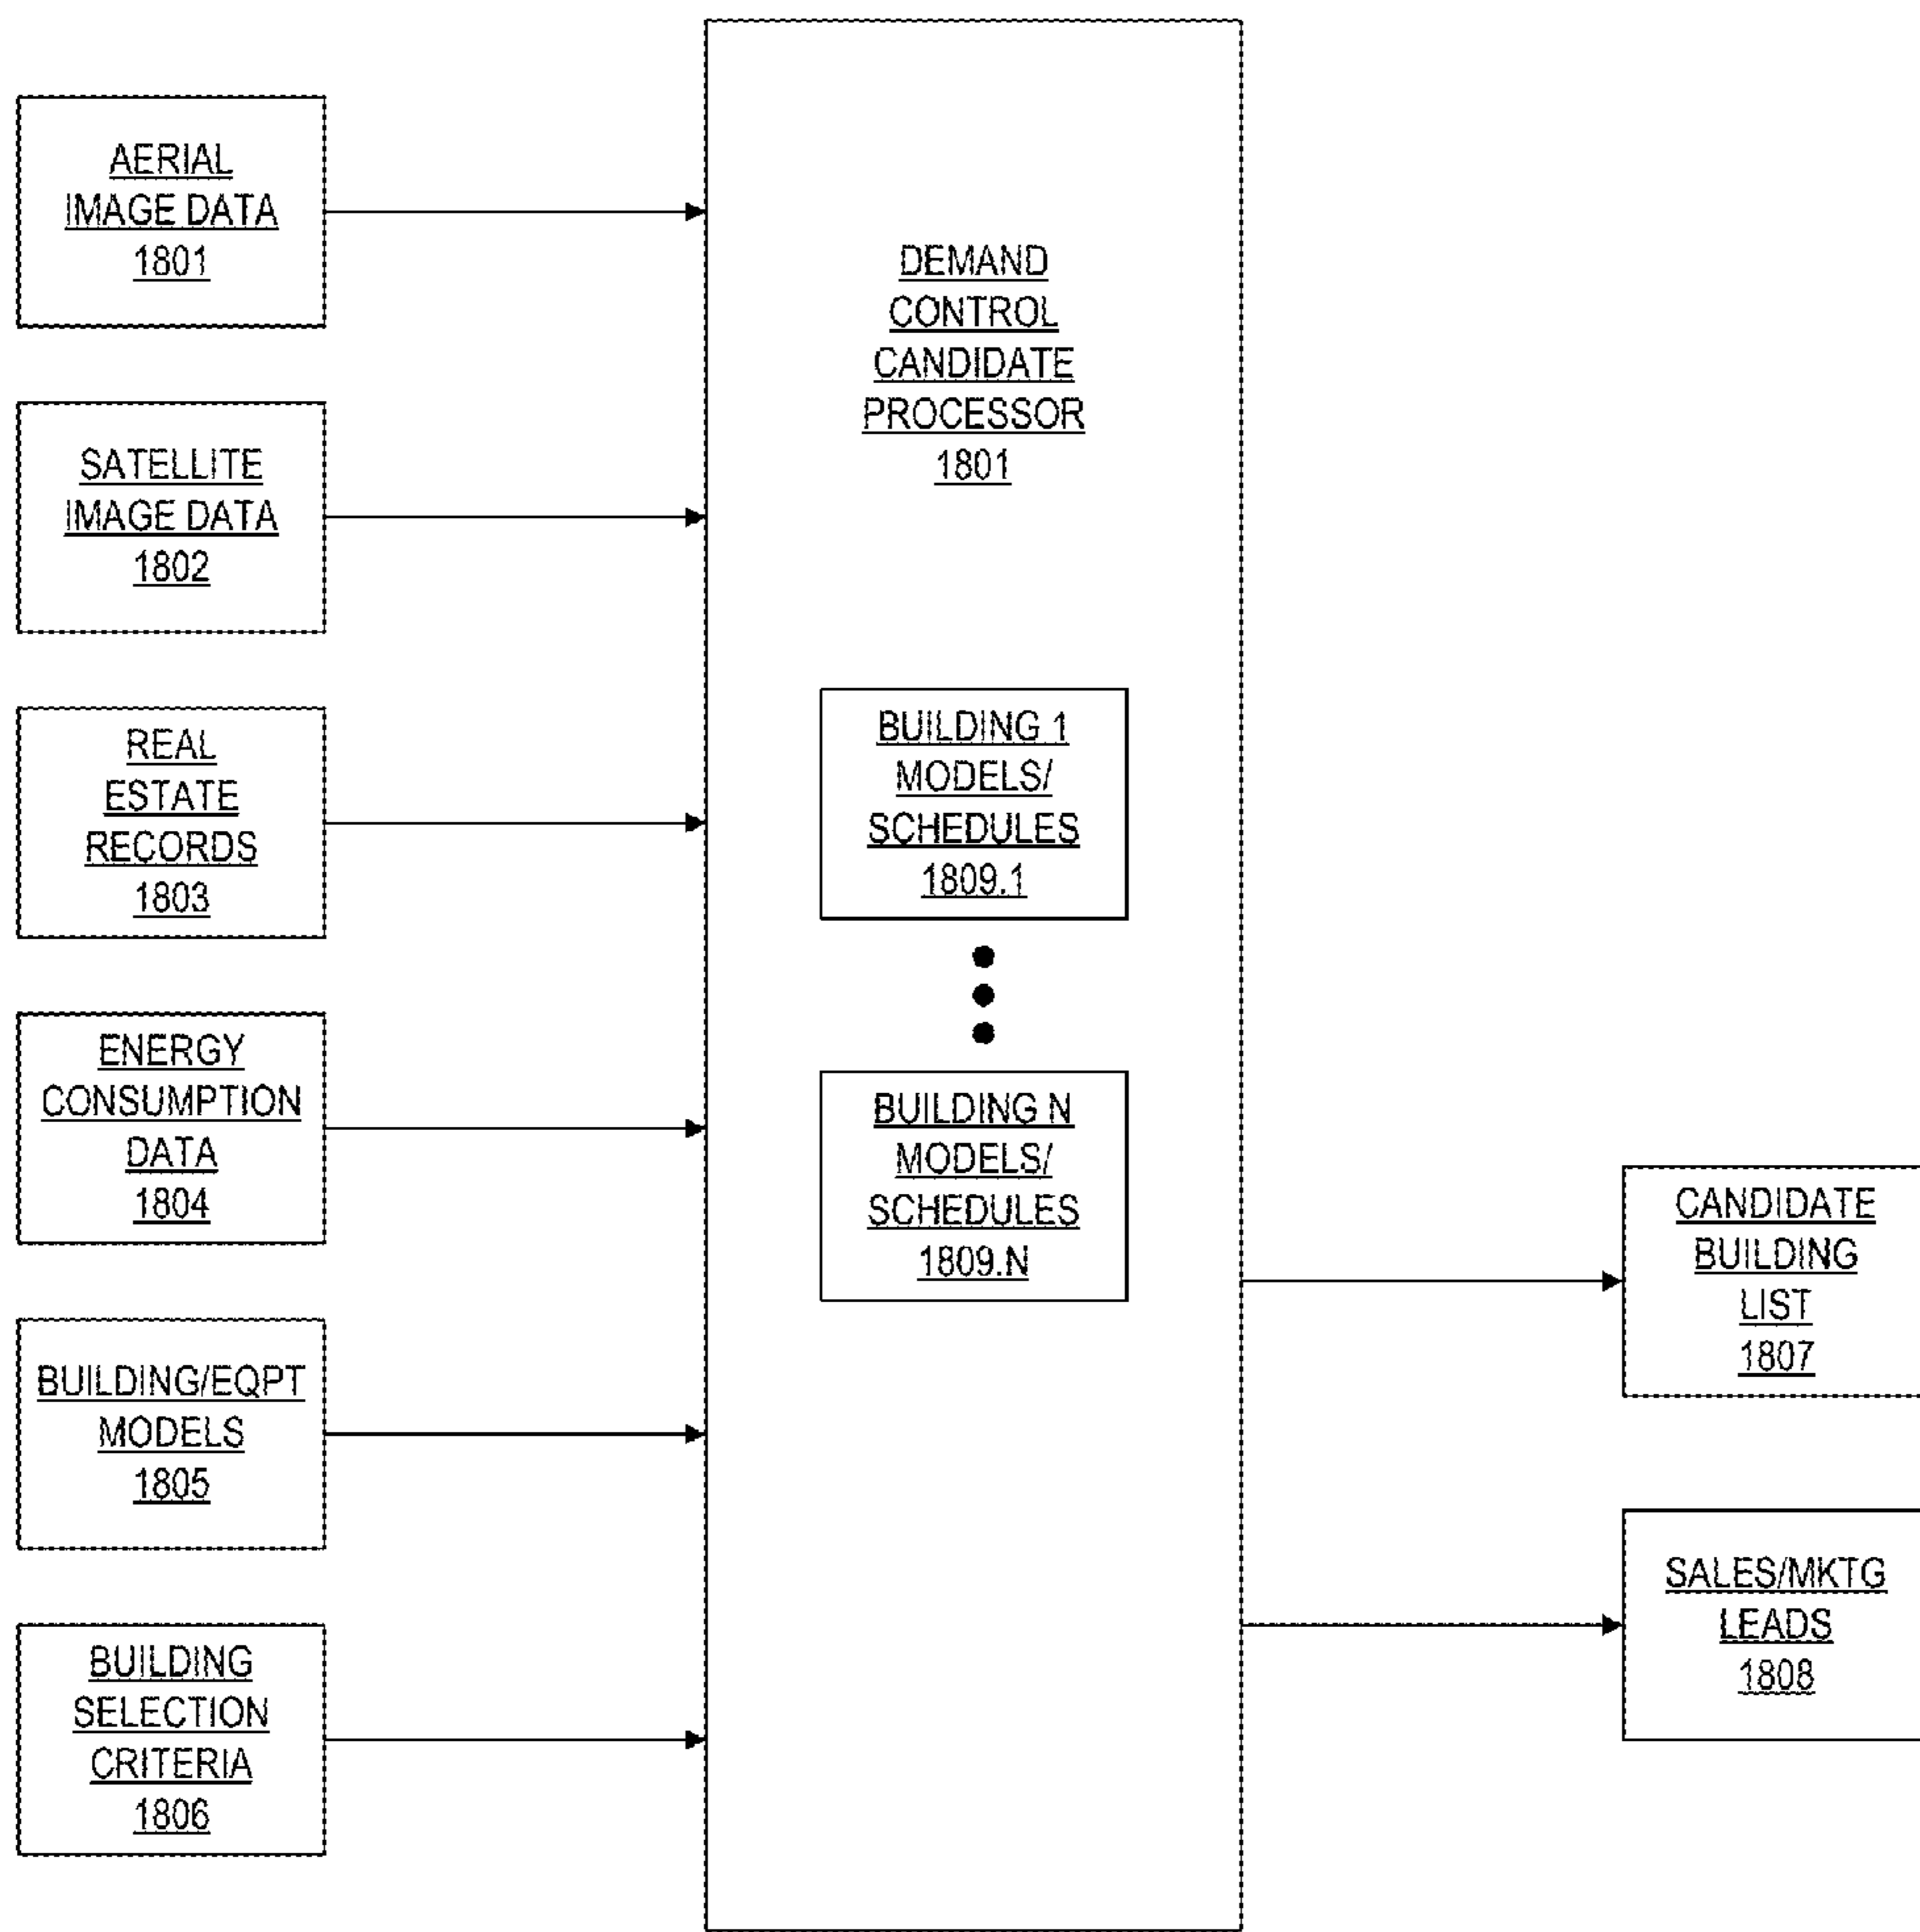 AERIAL
IMAGE DATA
1801
SATELLITE
IMAGE DATA
1802
REAL
ESTATE
RECORDS
1803
ENERGY
CONSUMPTION
DATA
1804
BUILDING/EQPT
MODELS
1805
BUILDING
SELECTION
CRITERIA
1806
DEMAND
CONTROL
CANDIDATE
PROCESSOR
1801
BUILDING 1
MODELS/
SCHEDULES
1809.1
BUILDING N
MODELS/
SCHEDULES
1809.N
CANDIDATE
BUILDING
LIST
1807
SALES/MKTG
LEADS
1808